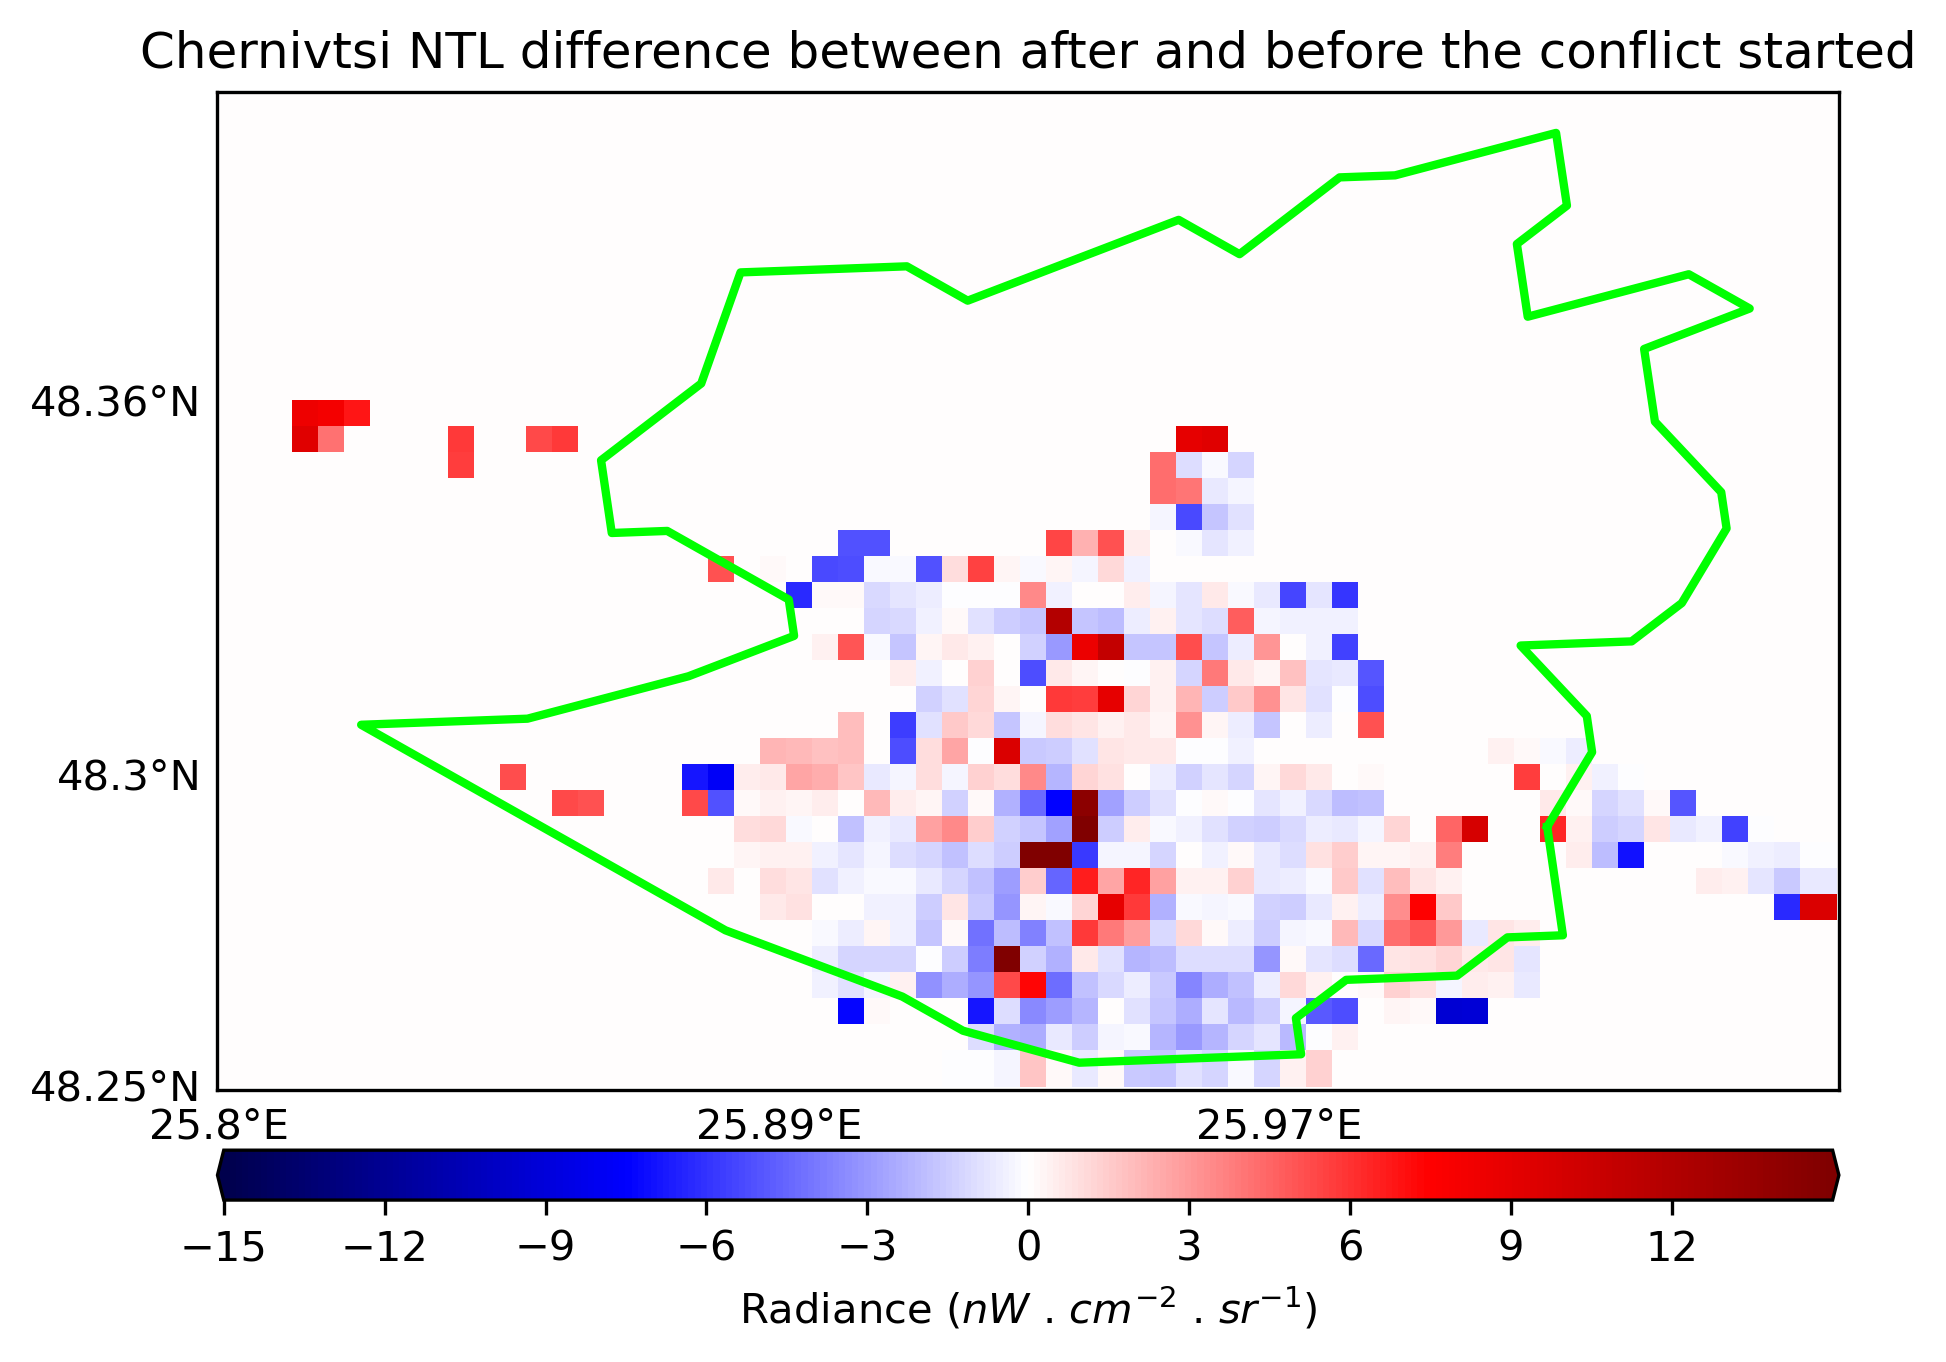 Chernivtsi NTL difference between after and before the conflict started
48.36°N
48.3°N
48.25°N
25.8°E 25.89°E 25.97°E
−15 −12 −9 −6 −3 0 3 6 9 12
Radiance (nW . cm⁻² . sr⁻¹)